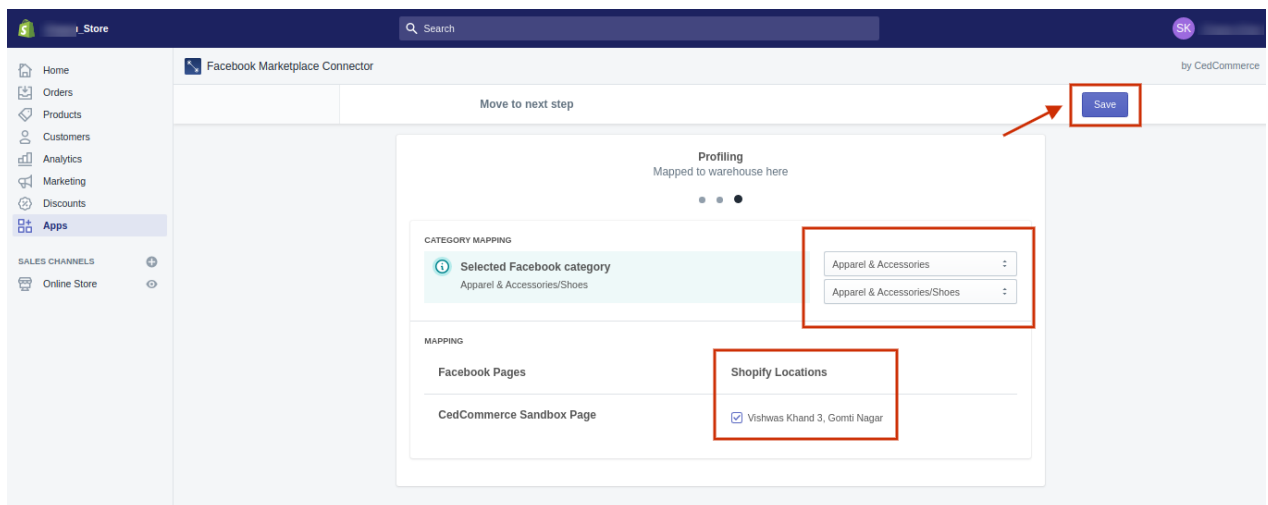 _Store
Search
SK
Home
Orders
Products
Customers
Analytics
Marketing
Discounts
Apps
SALES CHANNELS
Online Store
Facebook Marketplace Connector
by CedCommerce
Move to next step
Save
Profiling
Mapped to warehouse here
CATEGORY MAPPING
Selected Facebook category
Apparel & Accessories/Shoes
Apparel & Accessories
Apparel & Accessories/Shoes
MAPPING
Facebook Pages
Shopify Locations
CedCommerce Sandbox Page
Vishwas Khand 3, Gomti Nagar